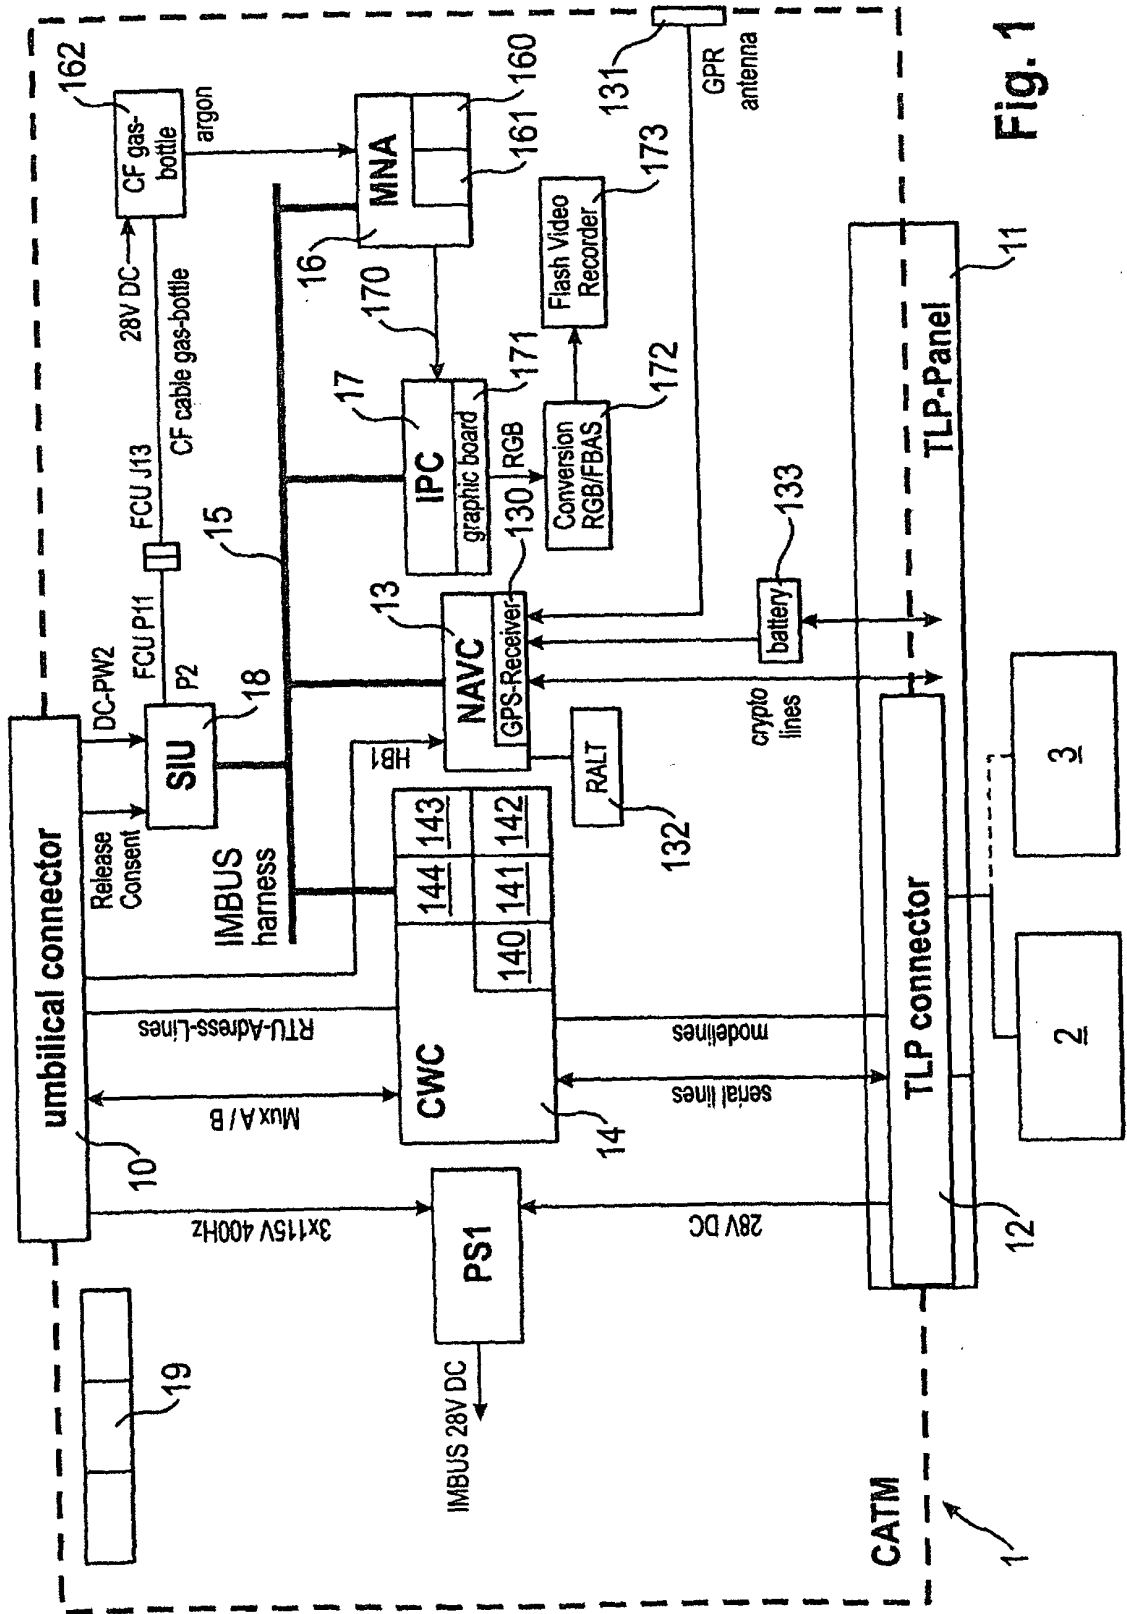 umbilical connector
10
19
3x115V 400Hz
Mux A / B
RTU-Adress-Lines
HB1
Release
Consent
DC-PW2
SIU
18
P2
FCU P11
FCU J13
CF cable gas-bottle
28V DC
CF gas-
bottle
162
argon
IMBUS
harness
15
MNA
16
160
161
170
IPC
17
graphic board
171
RGB
Conversion
RGB/FBAS
172
Flash Video
Recorder
173
131
GPR
antenna
NAVC
13
GPS-Receiver
130
RALT
132
crypto
lines
battery
133
CWC
14
144
143
140
141
142
PS1
IMBUS 28V DC
28V DC
serial lines
modelines
TLP connector
12
TLP-Panel
11
CATM
1
2
3
Fig. 1